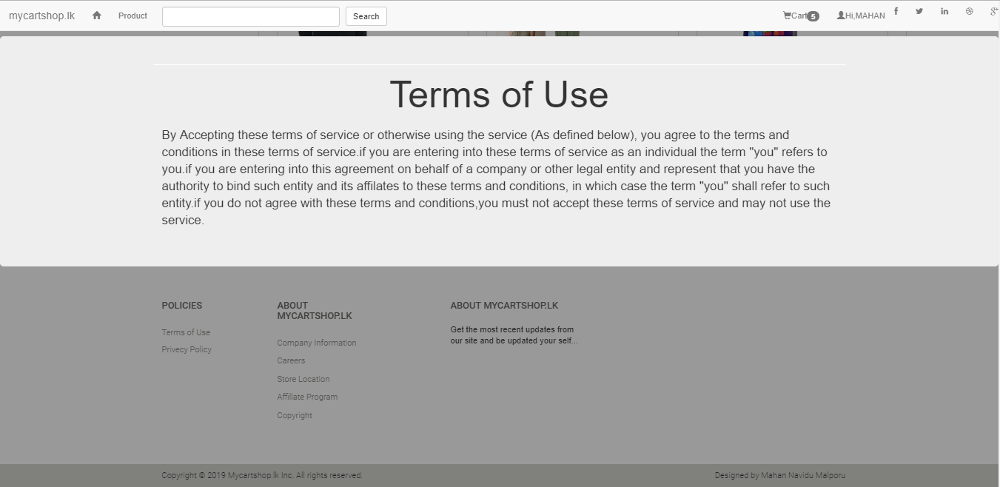 mycartshop.lk Product Search Cart 5 Hi,MAHAN
Terms of Use
By Accepting these terms of service or otherwise using the service (As defined below), you agree to the terms and
conditions in these terms of service.if you are entering into these terms of service as an individual the term "you" refers to
you.if you are entering into this agreement on behalf of a company or other legal entity and represent that you have the
authority to bind such entity and its affilates to these terms and conditions, in which case the term "you" shall refer to such
entity.if you do not agree with these terms and conditions,you must not accept these terms of service and may not use the
service.
POLICIES
Terms of Use
Privecy Policy
ABOUT
MYCARTSHOP.LK
Company Information
Careers
Store Location
Affillate Program
Copyright
ABOUT MYCARTSHOP.LK
Get the most recent updates from
our site and be updated your self...
Copyright © 2019 Mycartshop.lk Inc. All rights reserved.
Designed by Mahan Navidu Malporu